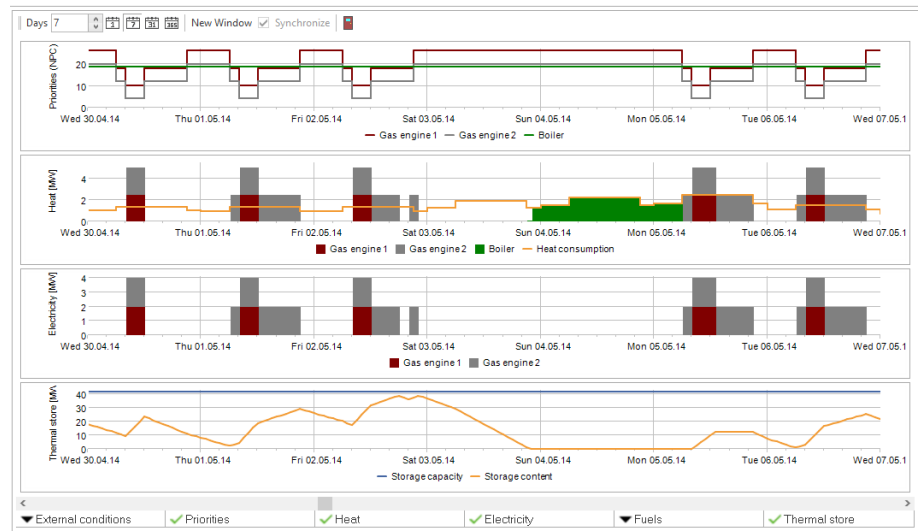 Days 7 1 7 31 365 New Window Synchronize
Priorities (NPC)
20
10
0
Wed 30.04.14 Thu 01.05.14 Fri 02.05.14 Sat 03.05.14 Sun 04.05.14 Mon 05.05.14 Tue 06.05.14 Wed 07.05.1
Gas engine 1 Gas engine 2 Boiler
Heat [MW]
4
2
0
Wed 30.04.14 Thu 01.05.14 Fri 02.05.14 Sat 03.05.14 Sun 04.05.14 Mon 05.05.14 Tue 06.05.14 Wed 07.05.1
Gas engine 1 Gas engine 2 Boiler Heat consumption
Electricity [MW]
4
3
2
1
0
Wed 30.04.14 Thu 01.05.14 Fri 02.05.14 Sat 03.05.14 Sun 04.05.14 Mon 05.05.14 Tue 06.05.14 Wed 07.05.1
Gas engine 1 Gas engine 2
Thermal store [MW
40
30
20
10
0
Wed 30.04.14 Thu 01.05.14 Fri 02.05.14 Sat 03.05.14 Sun 04.05.14 Mon 05.05.14 Tue 06.05.14 Wed 07.05.1
Storage capacity Storage content
External conditions Priorities Heat Electricity Fuels Thermal store